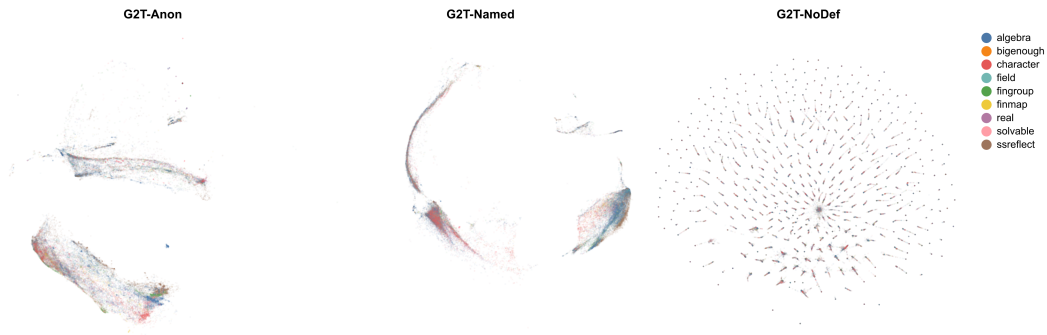 G2T-Anon
G2T-Named
G2T-NoDef
algebra
bigenough
character
field
fingroup
finmap
real
solvable
ssreflect